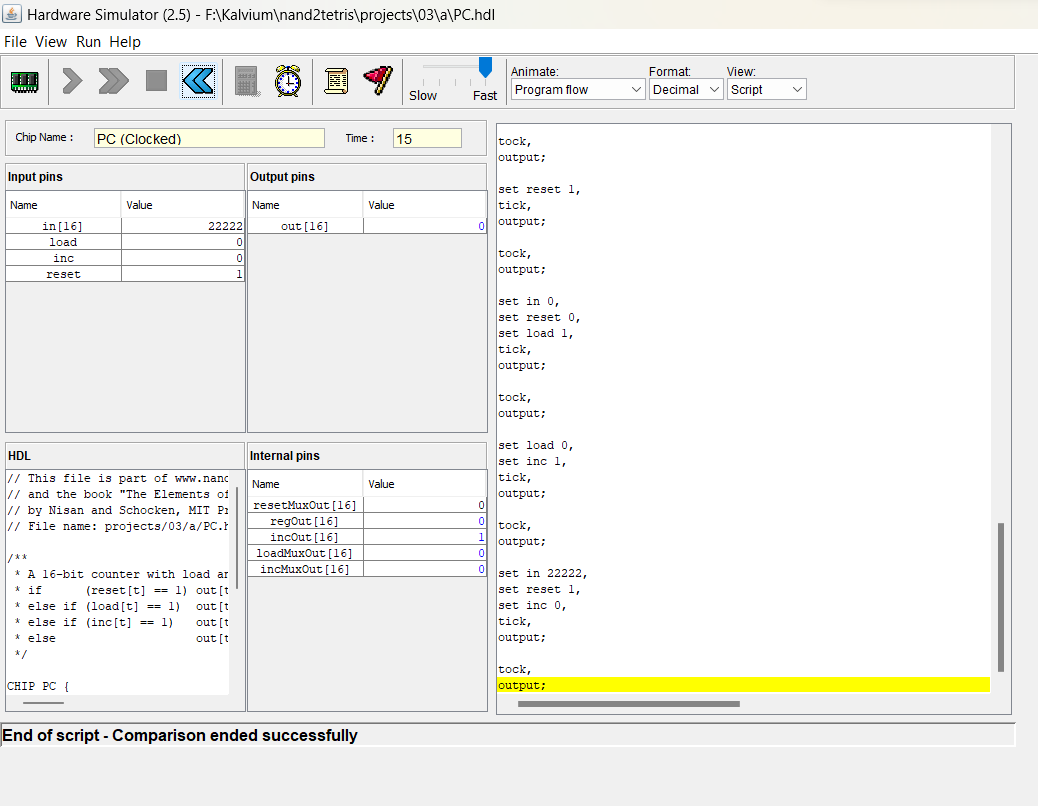 Hardware Simulator (2.5) - F:\Kalvium\nand2tetris\projects\03\a\PC.hdl
File View Run Help
Slow Fast
Animate:
Program flow
Format:
Decimal
View:
Script
Chip Name : PC (Clocked) Time : 15
Input pins
Name Value
in[16] 22222
load 0
inc 0
reset 1
Output pins
Name Value
out[16] 0
HDL
// This file is part of www.nand
// and the book "The Elements of
// by Nisan and Schocken, MIT Pr
// File name: projects/03/a/PC.h
/**
* A 16-bit counter with load an
* if (reset[t] == 1) out[t
* else if (load[t] == 1) out[t
* else if (inc[t] == 1) out[t
* else out[t
*/
CHIP PC {
Internal pins
Name Value
resetMuxOut[16] 0
regOut[16] 0
incOut[16] 1
loadMuxOut[16] 0
incMuxOut[16] 0
tock,
output;
set reset 1,
tick,
output;
tock,
output;
set in 0,
set reset 0,
set load 1,
tick,
output;
tock,
output;
set load 0,
set inc 1,
tick,
output;
tock,
output;
set in 22222,
set reset 1,
set inc 0,
tick,
output;
tock,
output;
End of script - Comparison ended successfully